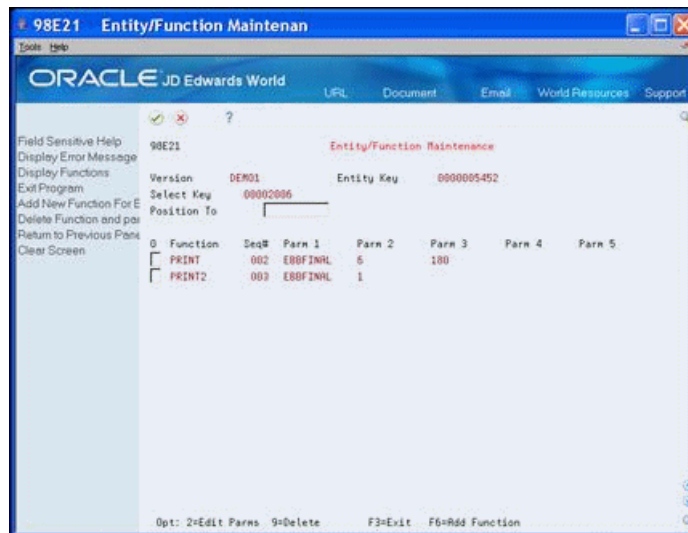 98E21 Entity/Function Maintenan
Tools Help
ORACLE JD Edwards World
URL Document Email World Resources Support
?
Field Sensitive Help
Display Error Message
Display Functions
Exit Program
Add New Function For E
Delete Function and par
Return to Previous Pane
Clear Screen
98E21 Entity/Function Maintenance
Version DEMO1 Entity Key 0000005452
Select Key 00002006
Position To
O Function Seq# Parm 1 Parm 2 Parm 3 Parm 4 Parm 5
PRINT 002 EBBFINAL 6 180
PRINT2 003 EBBFINAL 1
Opt: 2=Edit Parms 9=Delete F3=Exit F6=Add Function